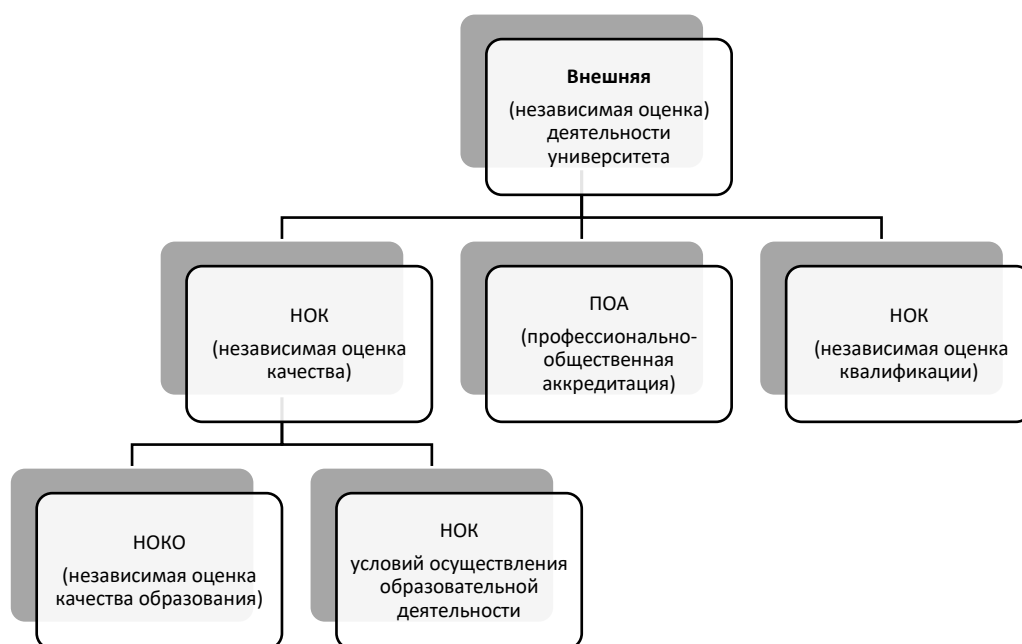 Внешняя
(независимая оценка)
деятельности
университета
НОК
(независимая оценка
качества)
ПОА
(профессионально-
общественная
аккредитация)
НОК
(независимая оценка
квалификации)
НОКО
(независимая оценка
качества образования)
НОК
условий осуществления
образовательной
деятельности